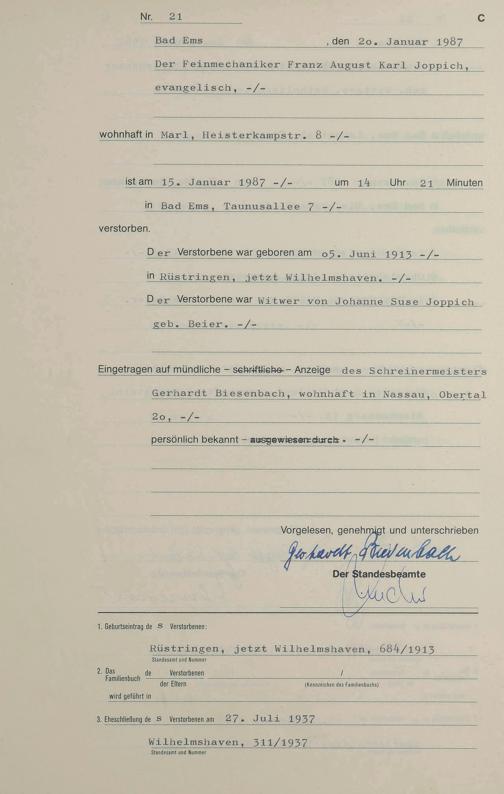 Nr. 21 C
Bad Ems , den 2o. Januar 1987
Der Feinmechaniker Franz August Karl Joppich,
evangelisch, -/-
wohnhaft in Marl, Heisterkampstr. 8 -/-
ist am 15. Januar 1987 -/- um 14 Uhr 21 Minuten
in Bad Ems, Taunusallee 7 -/-
verstorben.
Der Verstorbene war geboren am o5. Juni 1913 -/-
in Rüstringen, jetzt Wilhelmshaven. -/-
Der Verstorbene war Witwer von Johanne Suse Joppich
geb. Beier. -/-
Eingetragen auf mündliche – schriftliche – Anzeige des Schreinermeisters
Gerhardt Biesenbach, wohnhaft in Nassau, Obertal
2o, -/-
persönlich bekannt – ausgewiesen durch - -/-
Vorgelesen, genehmigt und unterschrieben
Gerhardt Biesenbach
Der Standesbeamte
1. Geburtseintrag de s Verstorbenen:
Rüstringen, jetzt Wilhelmshaven, 684/1913
Standesamt und Nummer
2. Das Familienbuch de Verstorbenen /
der Eltern (Kennzeichen des Familienbuchs)
wird geführt in
3. Eheschließung de s Verstorbenen am 27. Juli 1937
Wilhelmshaven, 311/1937
Standesamt und Nummer